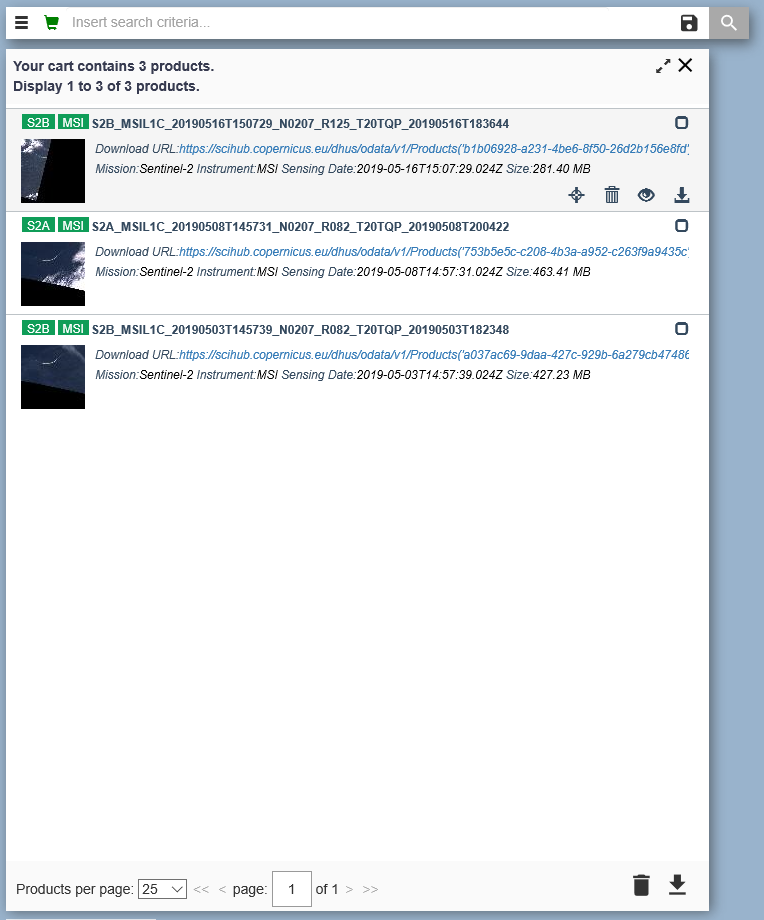 Insert search criteria...
Your cart contains 3 products.
Display 1 to 3 of 3 products.
S2B MSI S2B_MSIL1C_20190516T150729_N0207_R125_T20TQP_20190516T183644
Download URL:https://scihub.copernicus.eu/dhus/odata/v1/Products('b1b06928-a231-4be6-8f50-26d2b156e8fd'
Mission:Sentinel-2 Instrument:MSI Sensing Date:2019-05-16T15:07:29.024Z Size:281.40 MB
S2A MSI S2A_MSIL1C_20190508T145731_N0207_R082_T20TQP_20190508T200422
Download URL:https://scihub.copernicus.eu/dhus/odata/v1/Products('753b5e5c-c208-4b3a-a952-c263f9a9435c'
Mission:Sentinel-2 Instrument:MSI Sensing Date:2019-05-08T14:57:31.024Z Size:463.41 MB
S2B MSI S2B_MSIL1C_20190503T145739_N0207_R082_T20TQP_20190503T182348
Download URL:https://scihub.copernicus.eu/dhus/odata/v1/Products('a037ac69-9daa-427c-929b-6a279cb47486
Mission:Sentinel-2 Instrument:MSI Sensing Date:2019-05-03T14:57:39.024Z Size:427.23 MB
Products per page: 25 << < page: 1 of 1 > >>